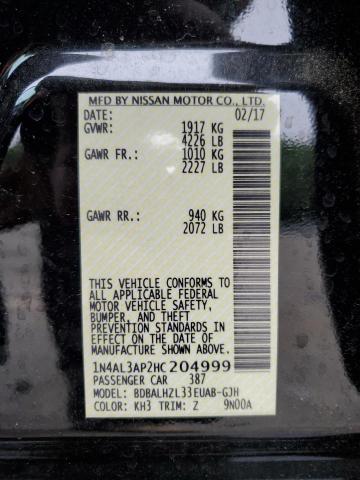 MFD BY NISSAN MOTOR CO., LTD.
DATE: 02/17
GVWR: 1917 KG
4226 LB
GAWR FR.: 1010 KG
2227 LB
GAWR RR.: 940 KG
2072 LB
THIS VEHICLE CONFORMS TO
ALL APPLICABLE FEDERAL
MOTOR VEHICLE SAFETY,
BUMPER, AND THEFT
PREVENTION STANDARDS IN
EFFECT ON THE DATE OF
MANUFACTURE SHOWN ABOVE.
1N4AL3AP2HC204999
PASSENGER CAR 387
MODEL: BDBALHZL33EUAB-GJH
COLOR: KH3 TRIM: Z 9N00A